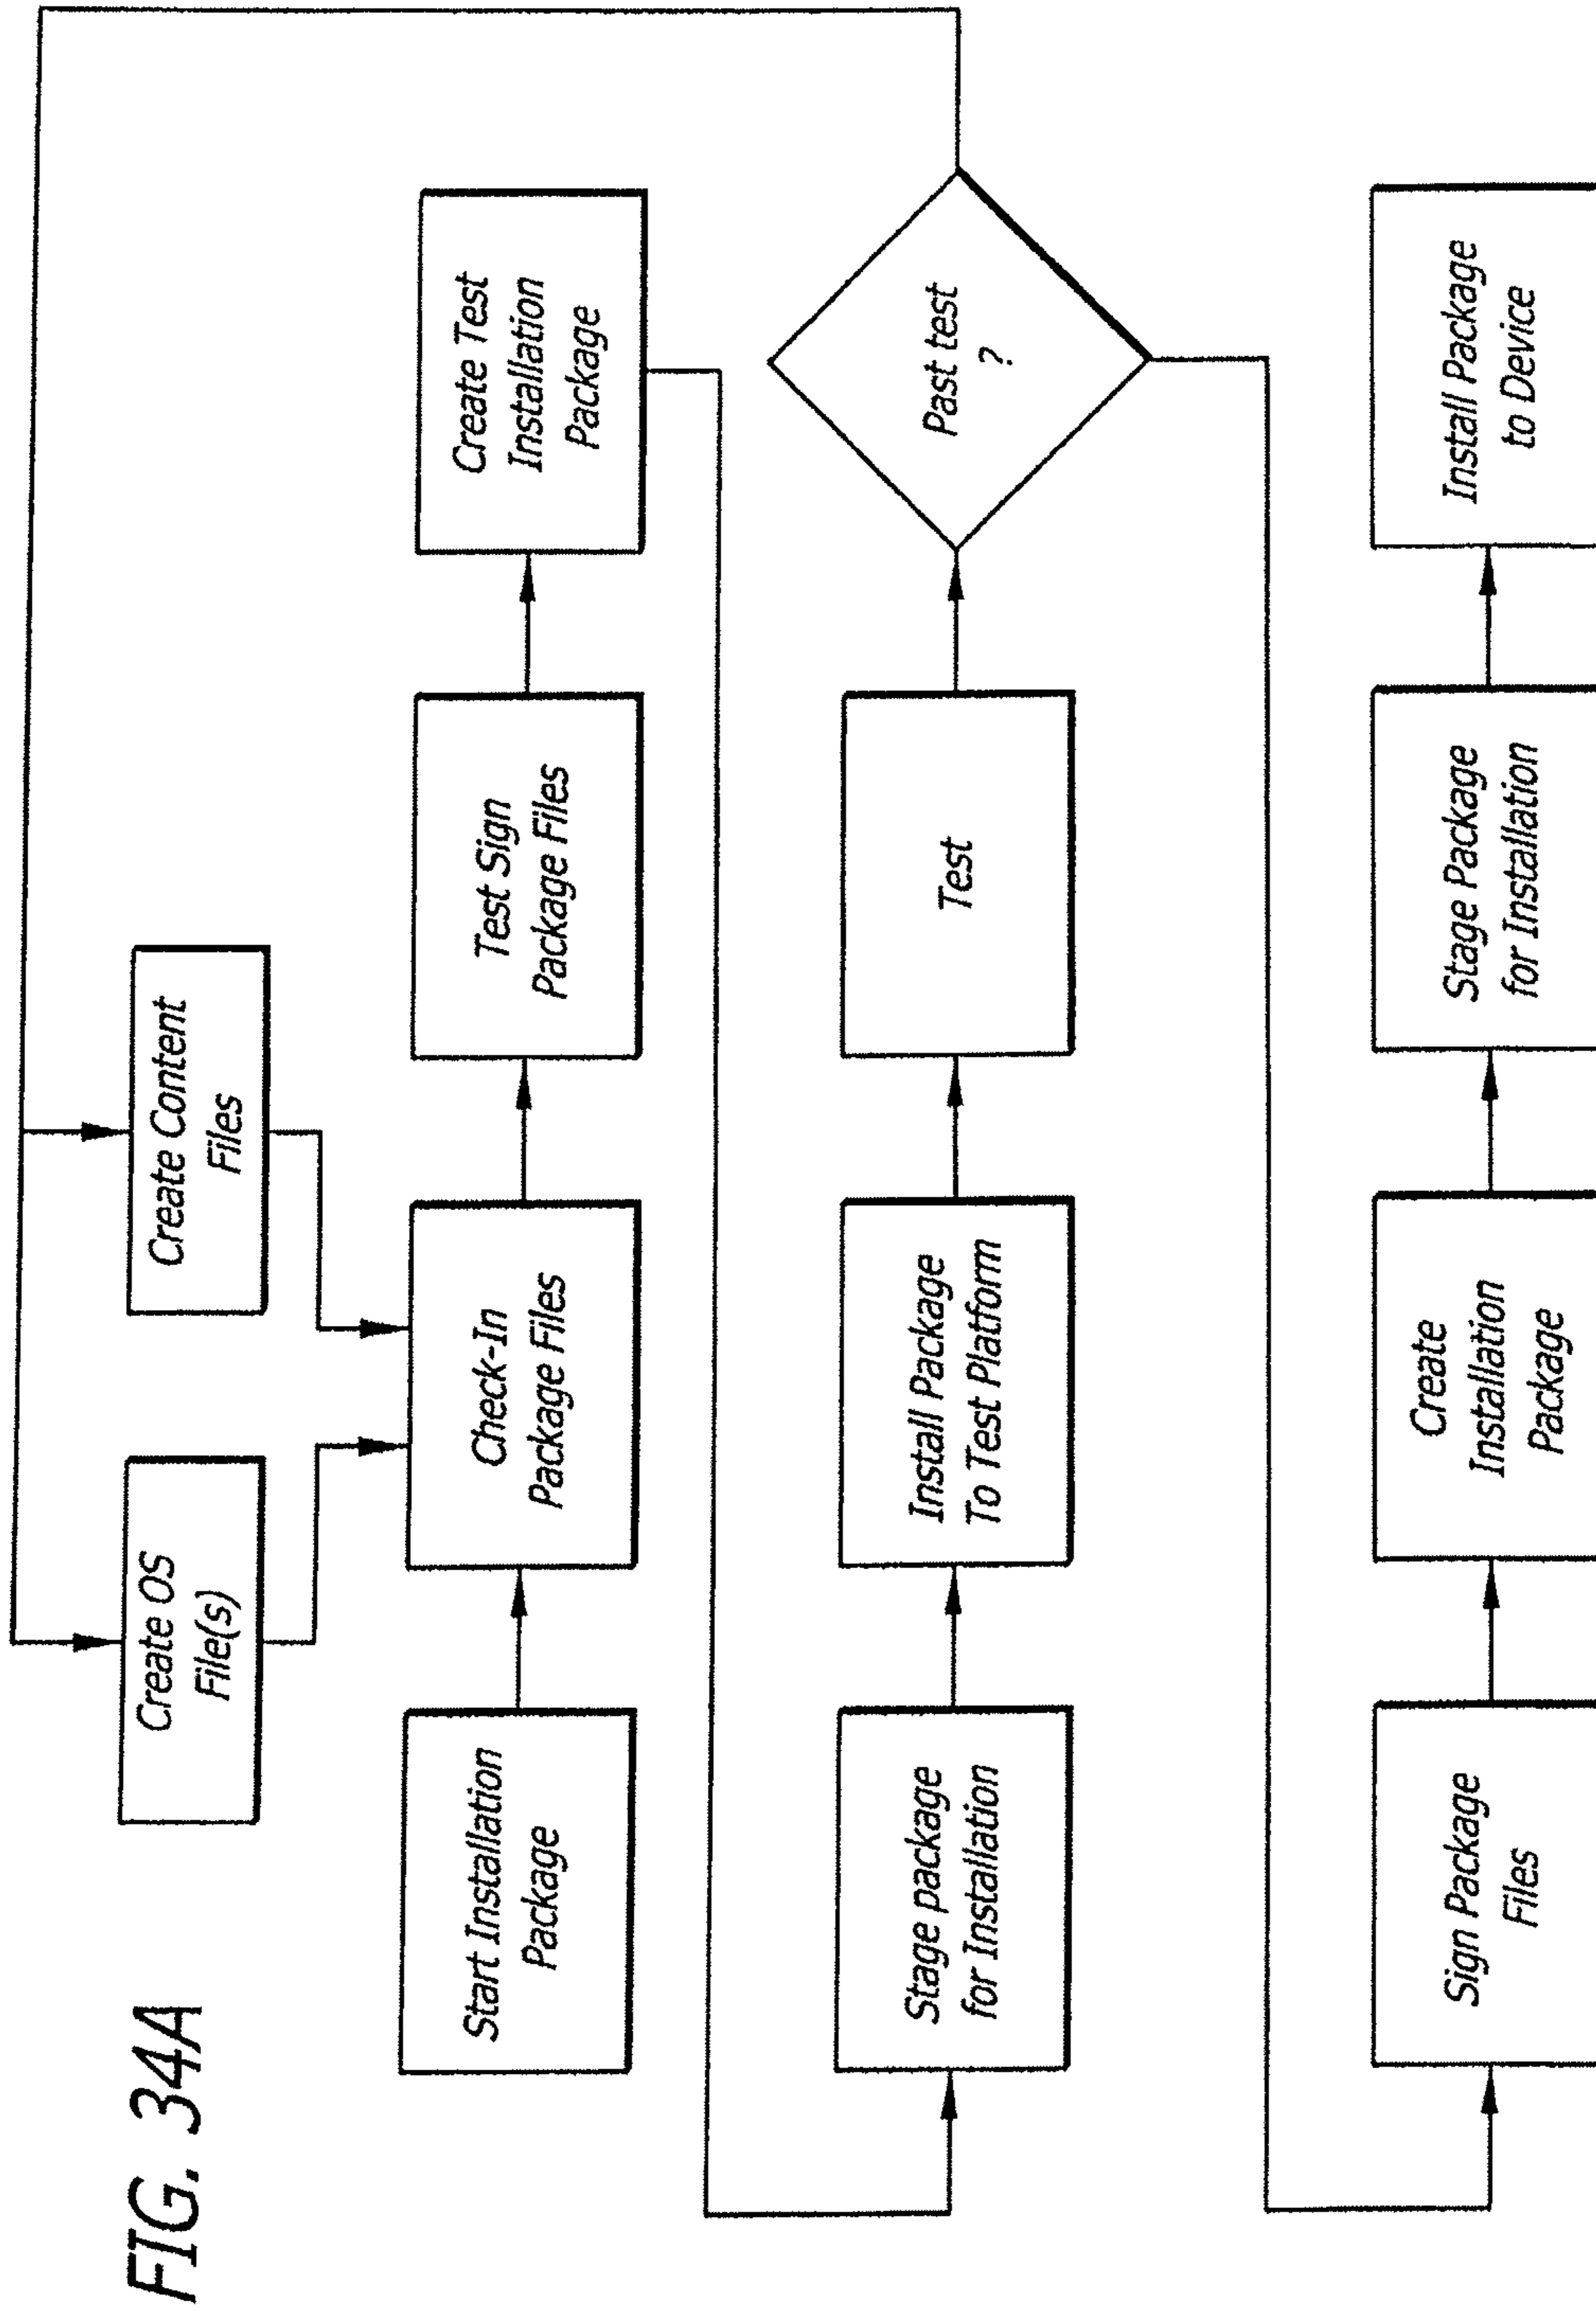 FIG. 34A
Create OS
File(s)
Create Content
Files
Start Installation
Package
Check-In
Package Files
Test Sign
Package Files
Create Test
Installation
Package
Stage package
for Installation
Install Package
To Test Platform
Test
Past test
?
Sign Package
Files
Create
Installation
Package
Stage Package
for Installation
Install Package
to Device